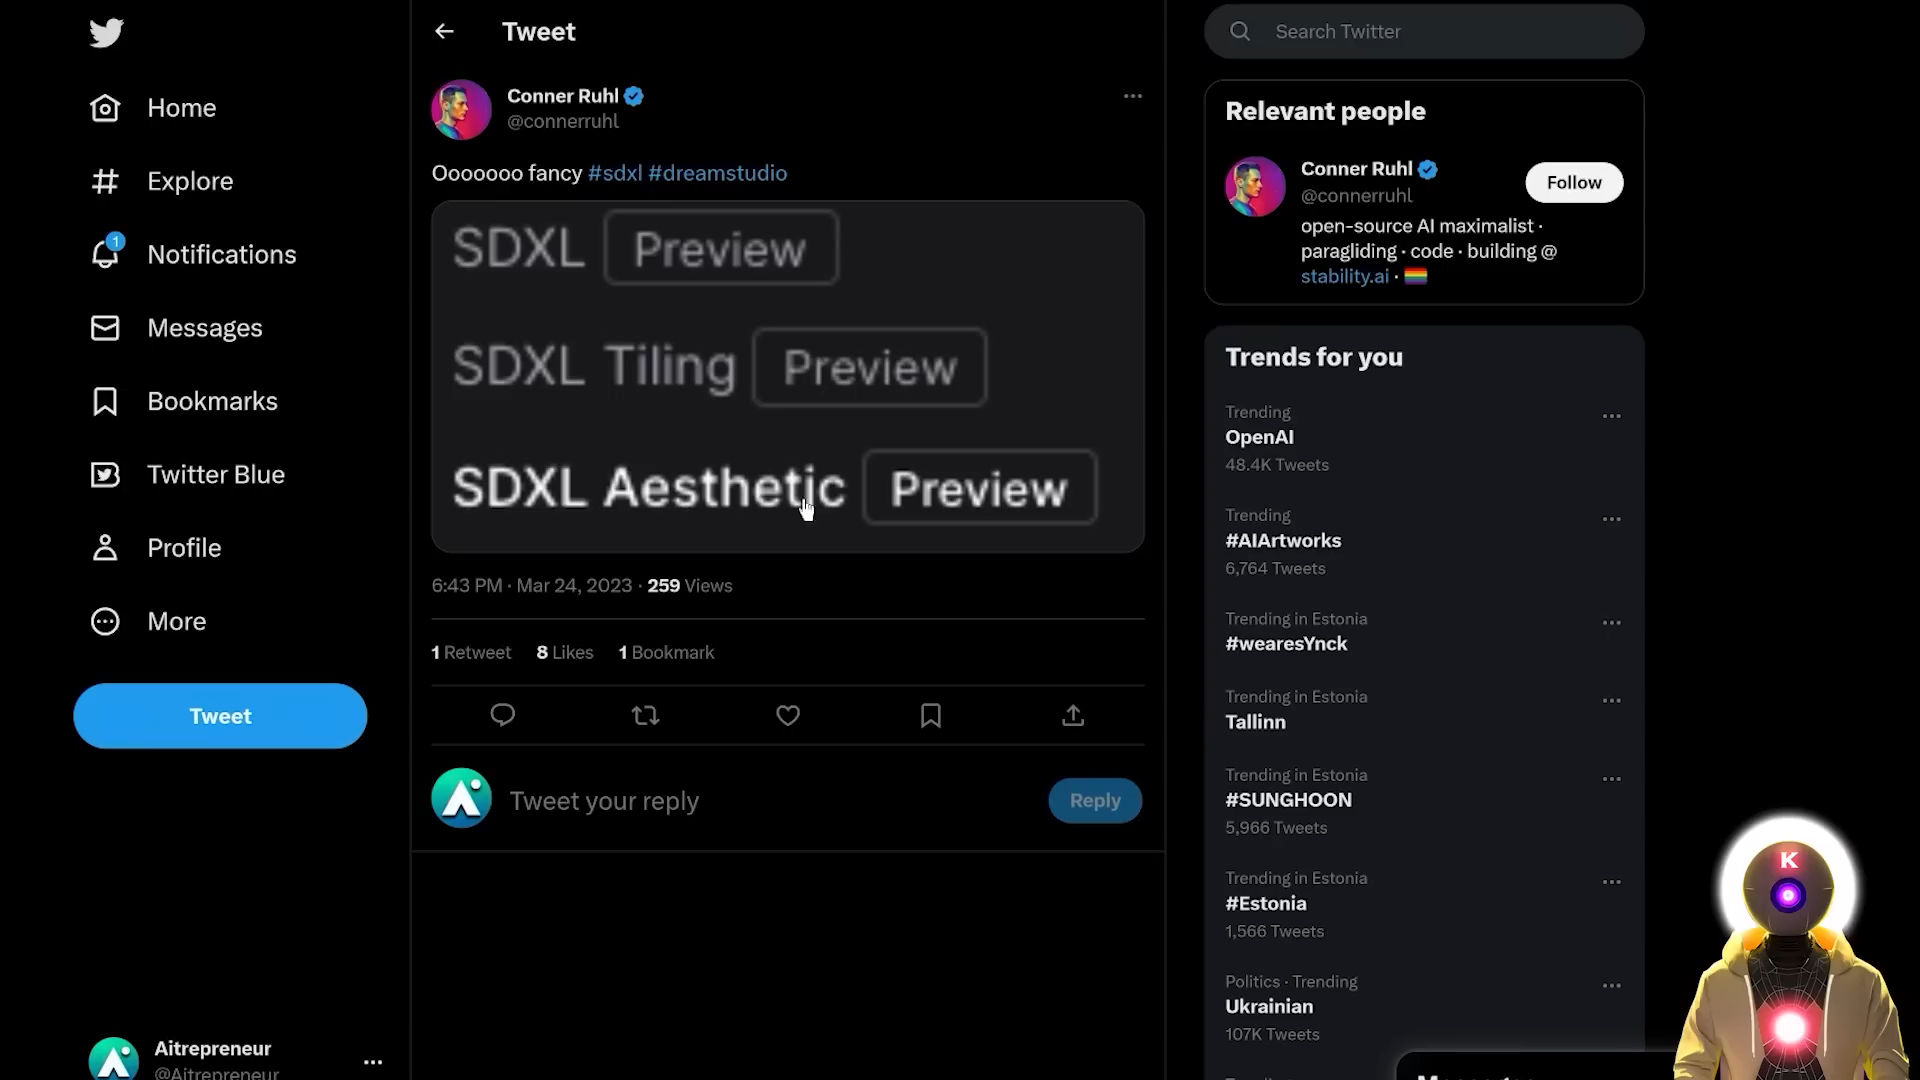 Home
Explore
1
Notifications
Messages
Bookmarks
Twitter Blue
Profile
More
Tweet
Aitrepreneur
@Aitrepreneur
Tweet
Conner Ruhl
@connerruhl
Ooooooo fancy #sdxl #dreamstudio
SDXL Preview
SDXL Tiling Preview
SDXL Aesthetic Preview
6:43 PM · Mar 24, 2023 · 259 Views
1 Retweet 8 Likes 1 Bookmark
Tweet your reply
Reply
Search Twitter
Relevant people
Conner Ruhl
@connerruhl
Follow
open-source AI maximalist ·
paragliding · code · building @
stability.ai ·
Trends for you
Trending
OpenAI
48.4K Tweets
Trending
#AIArtworks
6,764 Tweets
Trending in Estonia
#wearesYnck
Trending in Estonia
Tallinn
Trending in Estonia
#SUNGHOON
5,966 Tweets
Trending in Estonia
#Estonia
1,566 Tweets
Politics · Trending
Ukrainian
107K Tweets
K